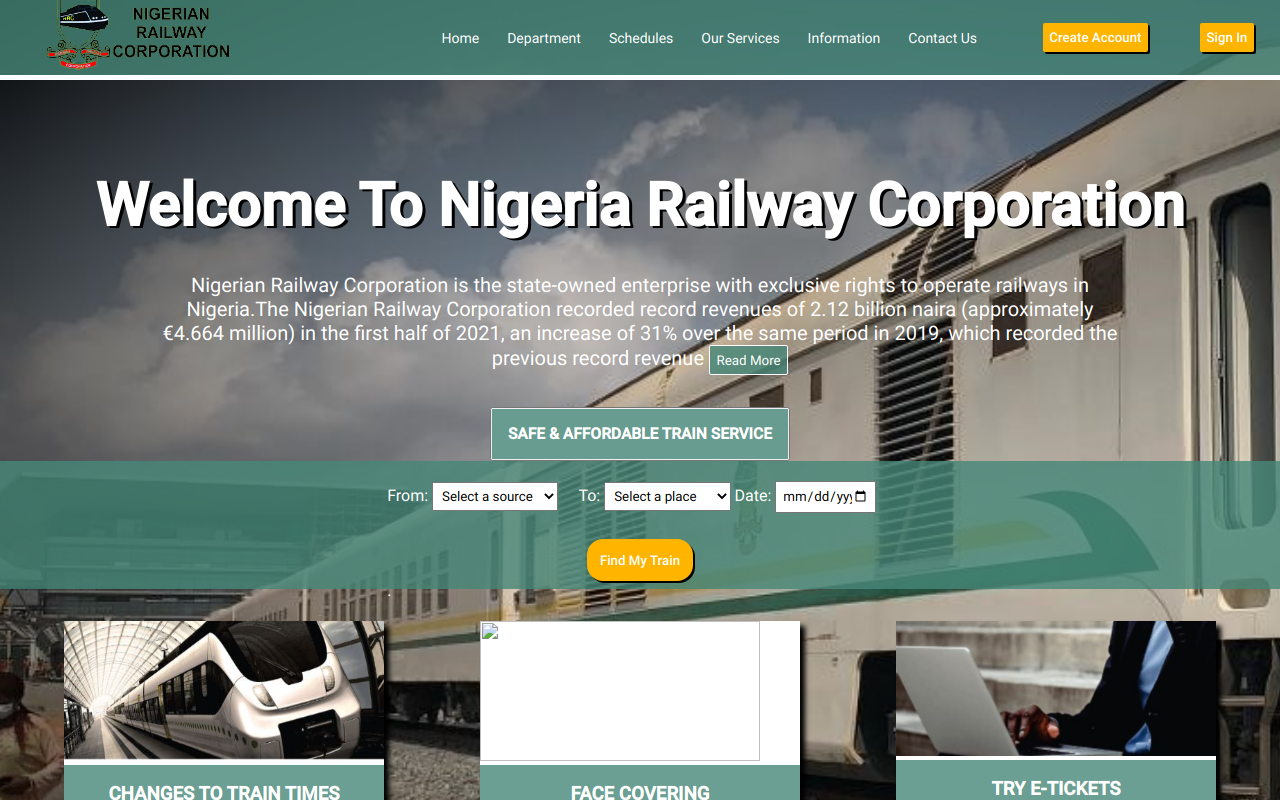 NIGERIAN
RAILWAY
CORPORATION
Home Department Schedules Our Services Information Contact Us Create Account Sign In
Welcome To Nigeria Railway Corporation
Nigerian Railway Corporation is the state-owned enterprise with exclusive rights to operate railways in
Nigeria.The Nigerian Railway Corporation recorded record revenues of 2.12 billion naira (approximately
€4.664 million) in the first half of 2021, an increase of 31% over the same period in 2019, which recorded the
previous record revenue Read More
SAFE & AFFORDABLE TRAIN SERVICE
From: Select a source To: Select a place Date: mm/dd/yyy
Find My Train
CHANGES TO TRAIN TIMES
FACE COVERING
TRY E-TICKETS